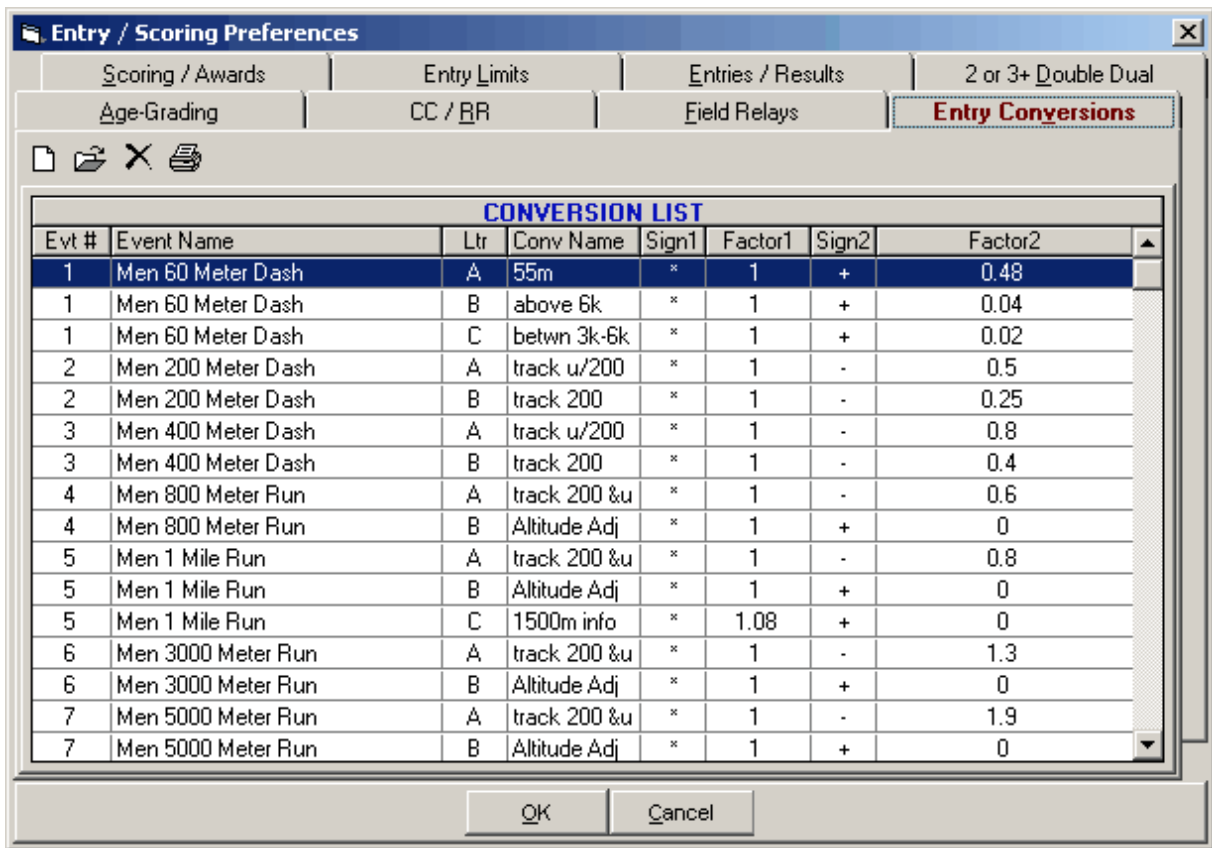 Entry / Scoring Preferences
Scoring / Awards Entry Limits Entries / Results 2 or 3+ Double Dual
Age-Grading CC / RR Field Relays Entry Conversions
CONVERSION LIST
Evt # Event Name Ltr Conv Name Sign1 Factor1 Sign2 Factor2
1 Men 60 Meter Dash A 55m * 1 + 0.48
1 Men 60 Meter Dash B above 6k * 1 + 0.04
1 Men 60 Meter Dash C betwn 3k-6k * 1 + 0.02
2 Men 200 Meter Dash A track u/200 * 1 - 0.5
2 Men 200 Meter Dash B track 200 * 1 - 0.25
3 Men 400 Meter Dash A track u/200 * 1 - 0.8
3 Men 400 Meter Dash B track 200 * 1 - 0.4
4 Men 800 Meter Run A track 200 &u * 1 - 0.6
4 Men 800 Meter Run B Altitude Adj * 1 + 0
5 Men 1 Mile Run A track 200 &u * 1 - 0.8
5 Men 1 Mile Run B Altitude Adj * 1 + 0
5 Men 1 Mile Run C 1500m info * 1.08 + 0
6 Men 3000 Meter Run A track 200 &u * 1 - 1.3
6 Men 3000 Meter Run B Altitude Adj * 1 + 0
7 Men 5000 Meter Run A track 200 &u * 1 - 1.9
7 Men 5000 Meter Run B Altitude Adj * 1 + 0
OK Cancel